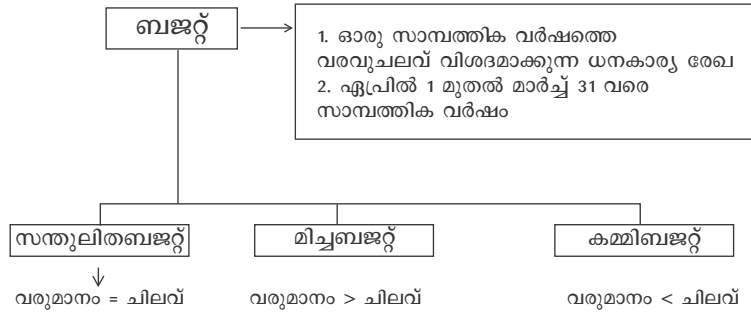 ബജറ്റ്
1. ഓരു സാമ്പത്തിക വർഷത്തെ
വരവുചലവ് വിശദമാക്കുന്ന ധനകാര്യ രേഖ
2. ഏപ്രിൽ 1 മുതൽ മാർച്ച് 31 വരെ
സാമ്പത്തിക വർഷം
സന്തുലിതബജറ്റ്
മിച്ചബജറ്റ്
കമ്മിബജറ്റ്
വരുമാനം = ചിലവ്
വരുമാനം > ചിലവ്
വരുമാനം < ചിലവ്